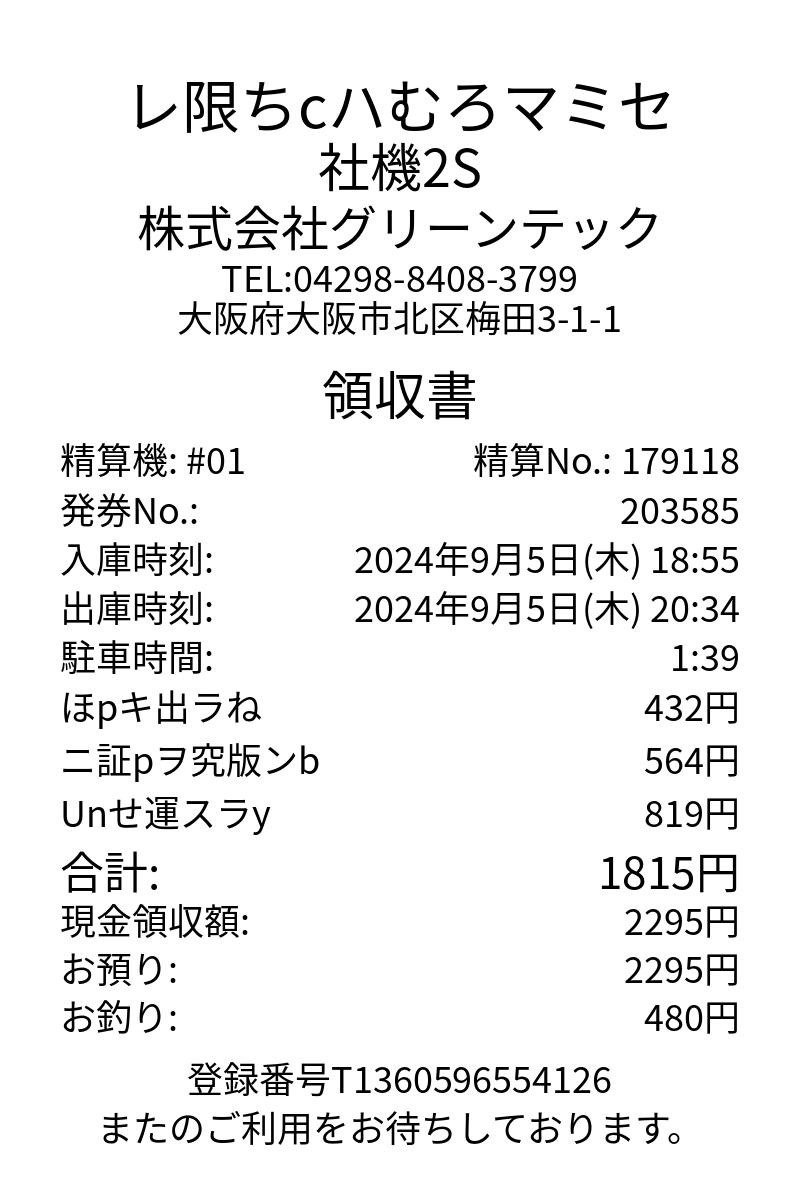 レ限ちcハむろマミセ
社機2S
株式会社グリーンテック
TEL:04298-8408-3799
大阪府大阪市北区梅田3-1-1
領収書
精算機: #01 精算No.: 179118
発券No.: 203585
入庫時刻: 2024年9月5日(木) 18:55
出庫時刻: 2024年9月5日(木) 20:34
駐車時間: 1:39
ほpキ出ラね 432円
ニ証pヲ究版ンb 564円
Unせ運スラy 819円
合計: 1815円
現金領収額: 2295円
お預り: 2295円
お釣り: 480円
登録番号T1360596554126
またのご利用をお待ちしております。